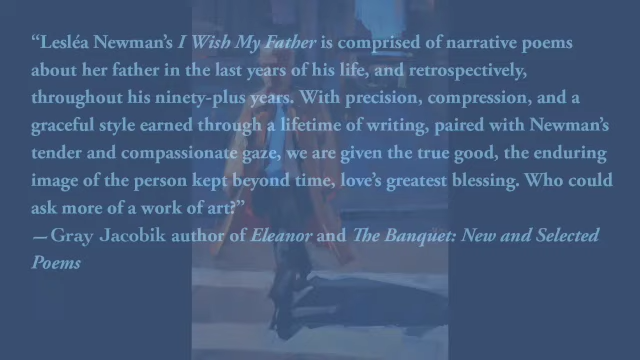 “Lesléa Newman’s I Wish My Father is comprised of narrative poems
about her father in the last years of his life, and retrospectively,
throughout his ninety-plus years. With precision, compression, and a
graceful style earned through a lifetime of writing, paired with Newman’s
tender and compassionate gaze, we are given the true good, the enduring
image of the person kept beyond time, love’s greatest blessing. Who could
ask more of a work of art?”
—Gray Jacobik author of Eleanor and The Banquet: New and Selected
Poems